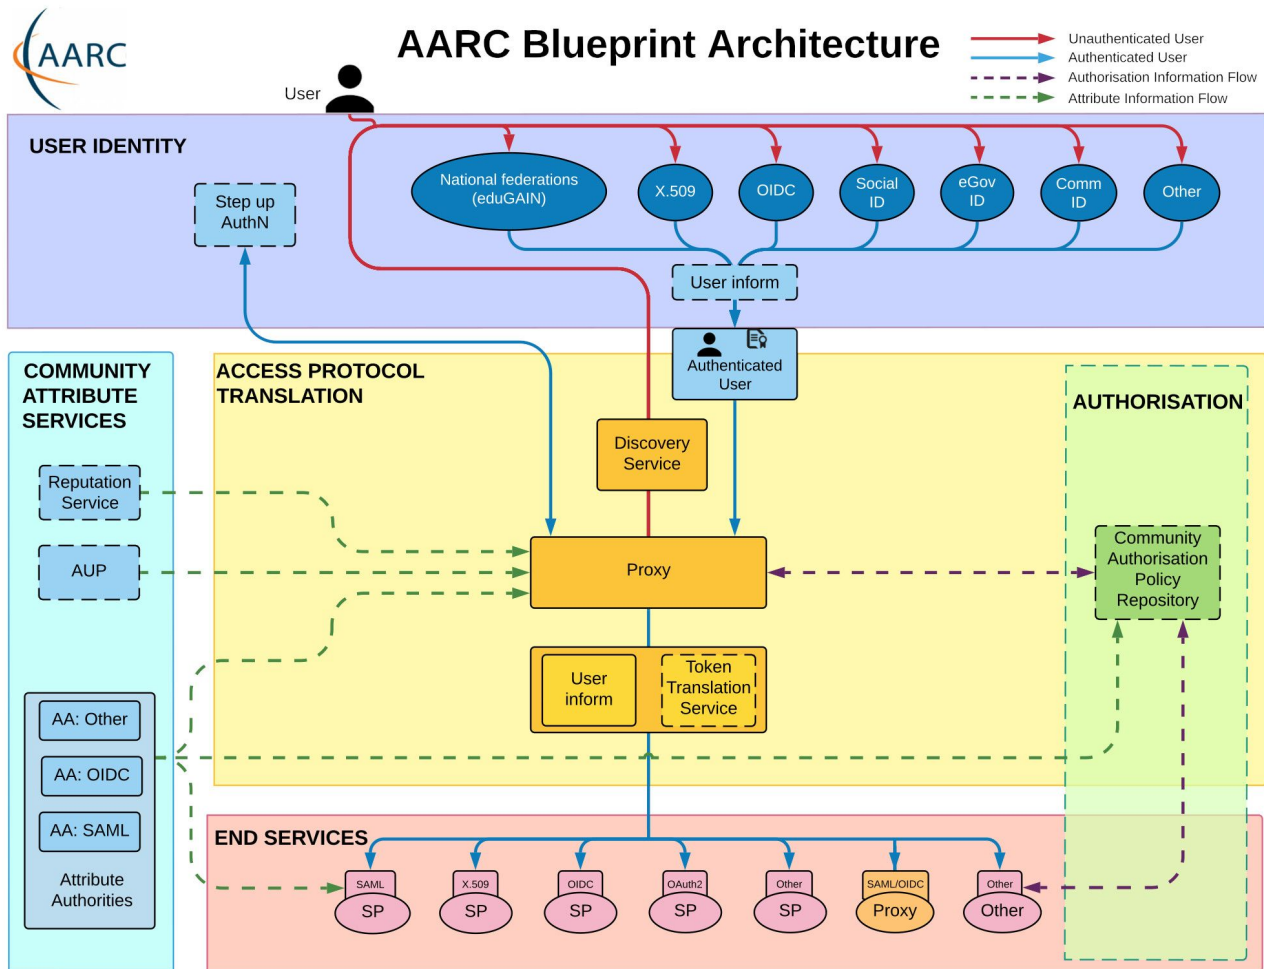 AARC
AARC Blueprint Architecture
Unauthenticated User
Authenticated User
Authorisation Information Flow
Attribute Information Flow
User
USER IDENTITY
Step up
AuthN
National federations
(eduGAIN)
X.509
OIDC
Social
ID
eGov
ID
Comm
ID
Other
User inform
Authenticated
User
COMMUNITY
ATTRIBUTE
SERVICES
ACCESS PROTOCOL
TRANSLATION
AUTHORISATION
Discovery
Service
Reputation
Service
AUP
Proxy
Community
Authorisation
Policy
Repository
User
inform
Token
Translation
Service
AA: Other
AA: OIDC
AA: SAML
Attribute
Authorities
END SERVICES
SAML
SP
X.509
SP
OIDC
SP
OAuth2
SP
Other
SP
SAML/OIDC
Proxy
Other
Other